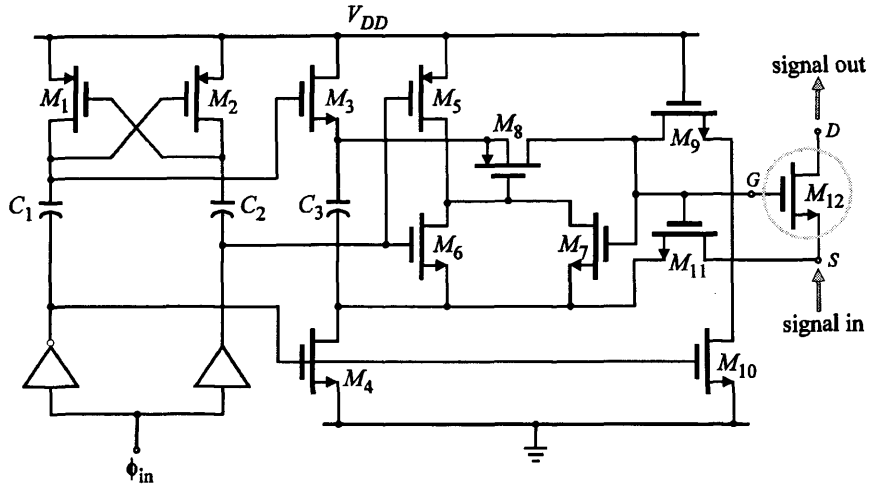 V_DD
signal out
M_1
M_2
M_3
M_5
M_8
M_9
D
G
M_12
C_1
C_2
C_3
M_6
M_7
M_11
S
signal in
M_4
M_10
ϕ_in